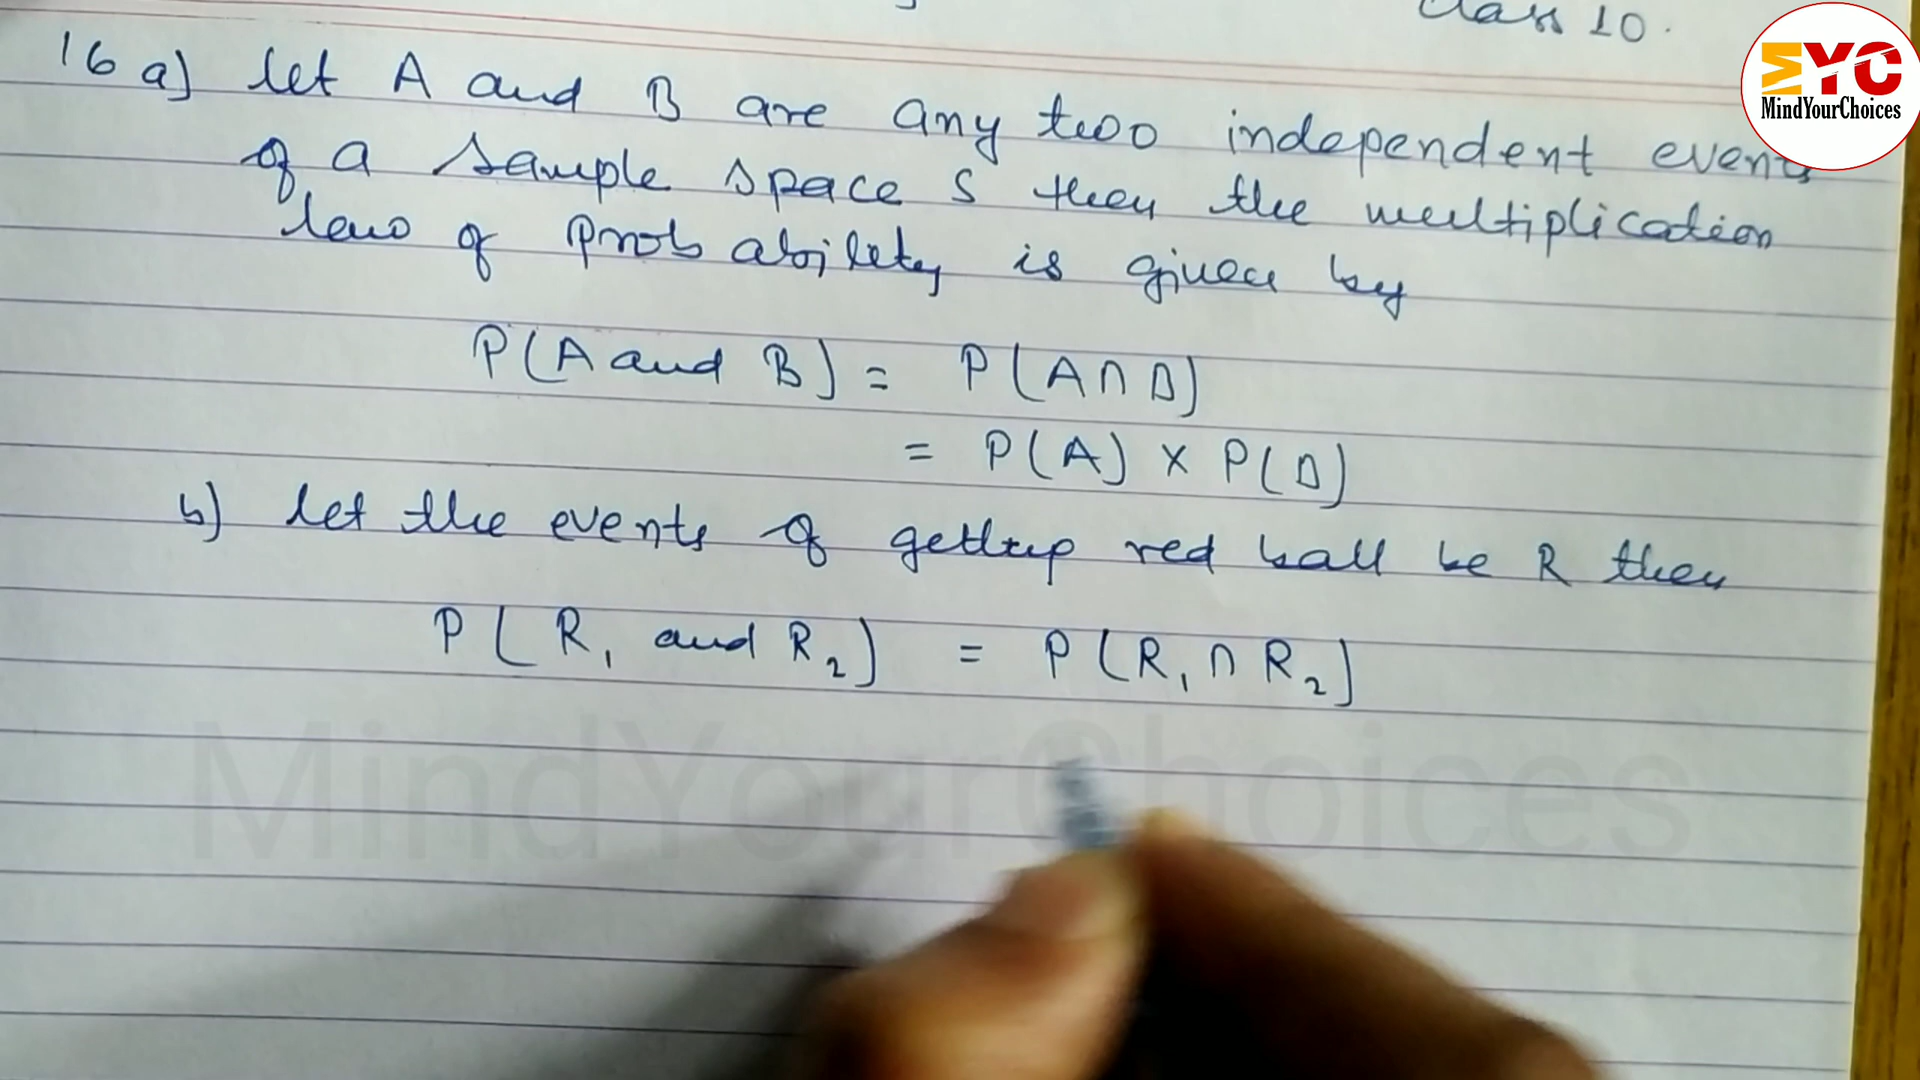 Class 10.
MYC
MindYourChoices
16 a) let A and B are any two independent events
of a sample space S then the multiplication
law of probability is given by
P(A and B) = P(A∩B)
= P(A) × P(B)
b) let the events of getting red ball be R then
P(R₁ and R₂) = P(R₁∩R₂)
MindYourChoices